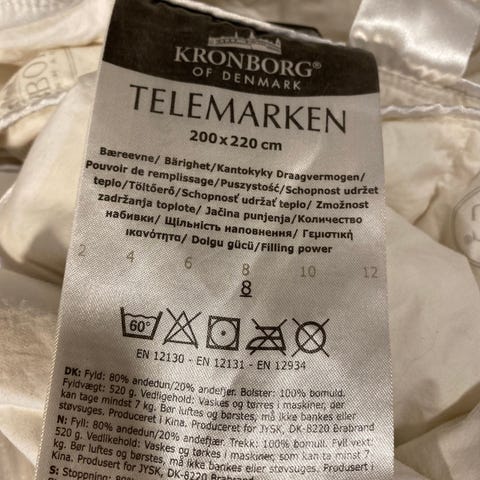 KRONBORG®
OF DENMARK
TELEMARKEN
200 x 220 cm
Bæreevne/ Bärighet/Kantokyky Draagvermogen/
Pouvoir de remplissage/Puszystość/Schopnost udržet
teplo/Töltőerő/Schopnosť udržať teplo/ Zmožnost
zadržanja toplote/ Jačina punjenja/Количество
набивки/ Щільність наповнення/ Γεμιστική
ικανότητα/ Dolgu gücü/Filling power
2 4 6 8 10 12
8
60°
EN 12130 - EN 12131 - EN 12934
DK: Fyld: 80% andedun/20% andefjer. Bolster: 100% bomuld.
Fyldvægt: 520 g. Vedligehold: Vaskes og tørres i maskiner, der
kan tage mindst 7 kg. Bør luftes og børstes, må ikke bankes eller
støvsuges. Produceret i Kina. Produceret for JYSK, DK-8220 Brabrand
N: Fyll: 80% andedun/20% andefjær. Trekk: 100% bomull. Fyll vekt:
520 g. Vedlikehold: Vaskes og tørkes i maskiner, som kan ta minst 7
kg. Bør luftes og børstes, må ikke bankes eller støvsuges. Produsert i
Kina. Produsert for JYSK, DK-8220 Brabrand
S: Stoppning: 80%